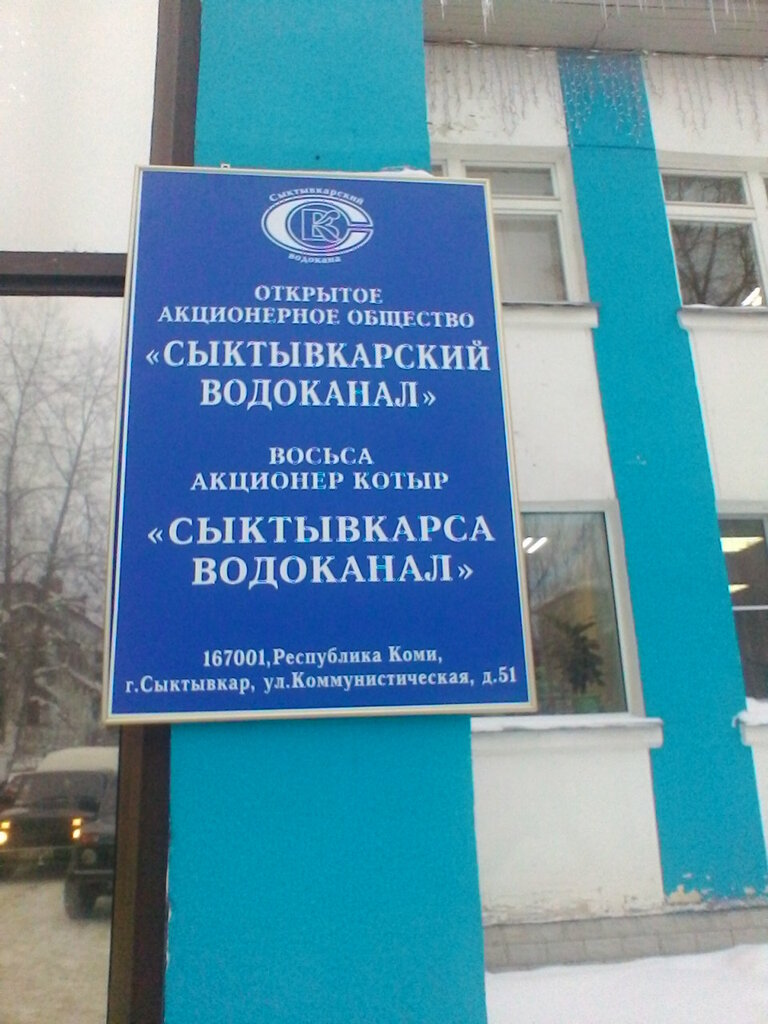 Сыктывкарский
ВК
водоканал
ОТКРЫТОЕ
АКЦИОНЕРНОЕ ОБЩЕСТВО
«СЫКТЫВКАРСКИЙ
ВОДОКАНАЛ»
ВОСЬСА
АКЦИОНЕР КОТЫР
«СЫКТЫВКАРСА
ВОДОКАНАЛ»
167001,Республика Коми,
г.Сыктывкар, ул.Коммунистическая, д.51